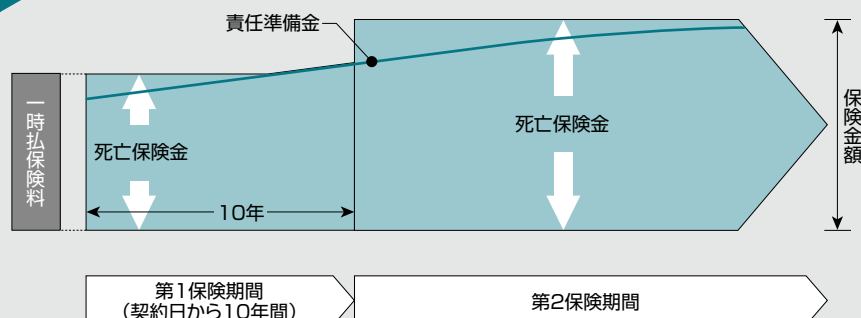 責任準備金
一時払保険料
死亡保険金
死亡保険金
保険金額
10年
第1保険期間
（契約日から10年間）
第2保険期間